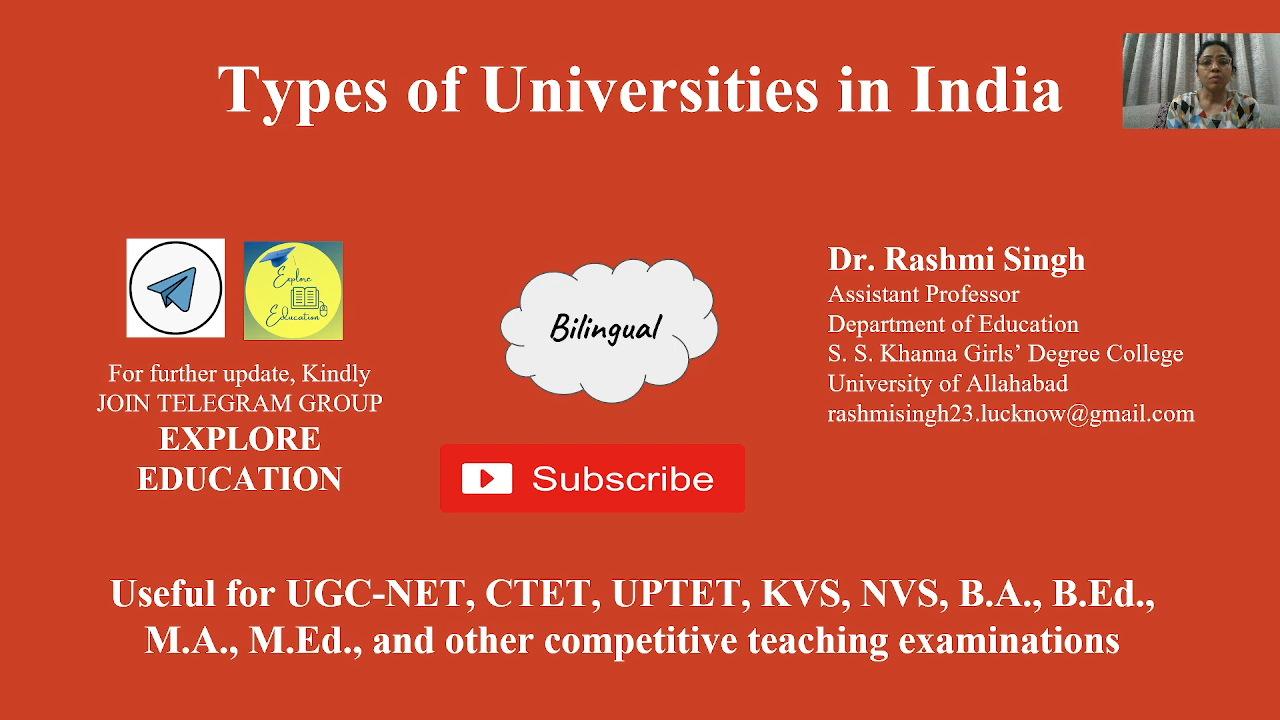 Types of Universities in India
Explore
Education
For further update, Kindly
JOIN TELEGRAM GROUP
EXPLORE
EDUCATION
Bilingual
Subscribe
Dr. Rashmi Singh
Assistant Professor
Department of Education
S. S. Khanna Girls’ Degree College
University of Allahabad
rashmisingh23.lucknow@gmail.com
Useful for UGC-NET, CTET, UPTET, KVS, NVS, B.A., B.Ed.,
M.A., M.Ed., and other competitive teaching examinations